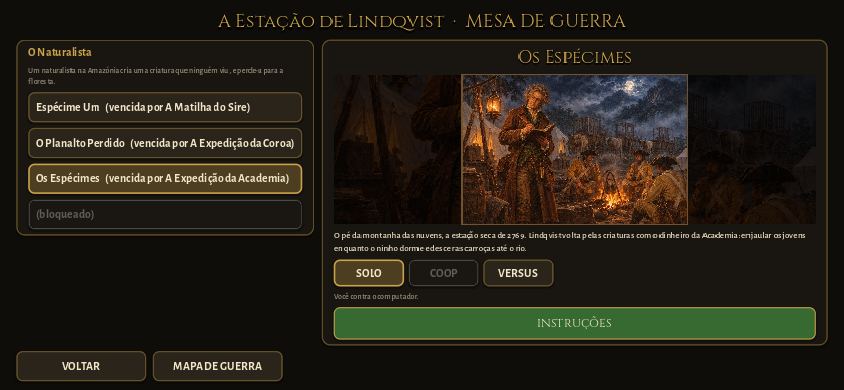 A Estação de Lindqvist · Mesa de Guerra
O Naturalista
Um naturalista na Amazónia cria uma criatura que ninguém viu, e perde-a para a
floresta.
Espécime Um (vencida por A Matilha do Sire)
O Planalto Perdido (vencida por A Expedição da Coroa)
Os Espécimes (vencida por A Expedição da Academia)
(bloqueado)
VOLTAR
MAPA DE GUERRA
Os Espécimes
O pé da montanha das nuvens, a estação seca de 1769. Lindqvist volta pelas criaturas com o dinheiro da Academia: enjaular os jovens
enquanto o ninho dorme e descer as carroças até o rio.
SOLO
COOP
VERSUS
Você contra o computador.
INSTRUÇÕES